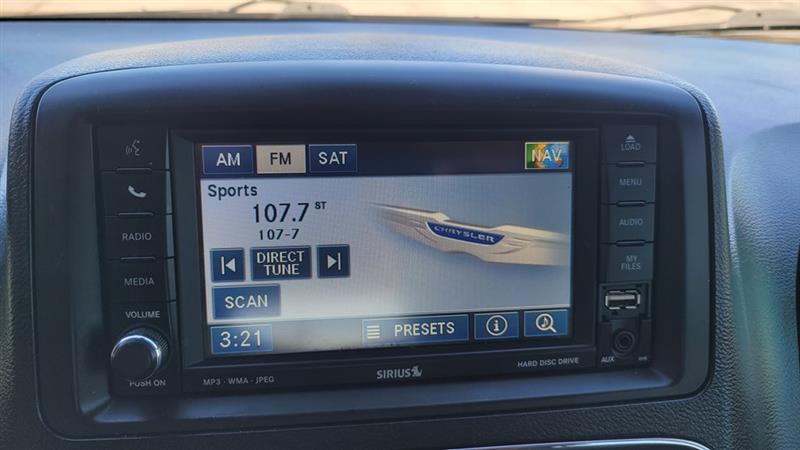 AM FM SAT NAV
Sports
107.7 ST
107-7
DIRECT
TUNE
SCAN
3:21
PRESETS
CHRYSLER
RADIO
MEDIA
VOLUME
PUSH ON
LOAD
MENU
AUDIO
MY
FILES
AUX
MP3 · WMA · JPEG
SIRIUS
HARD DISC DRIVE